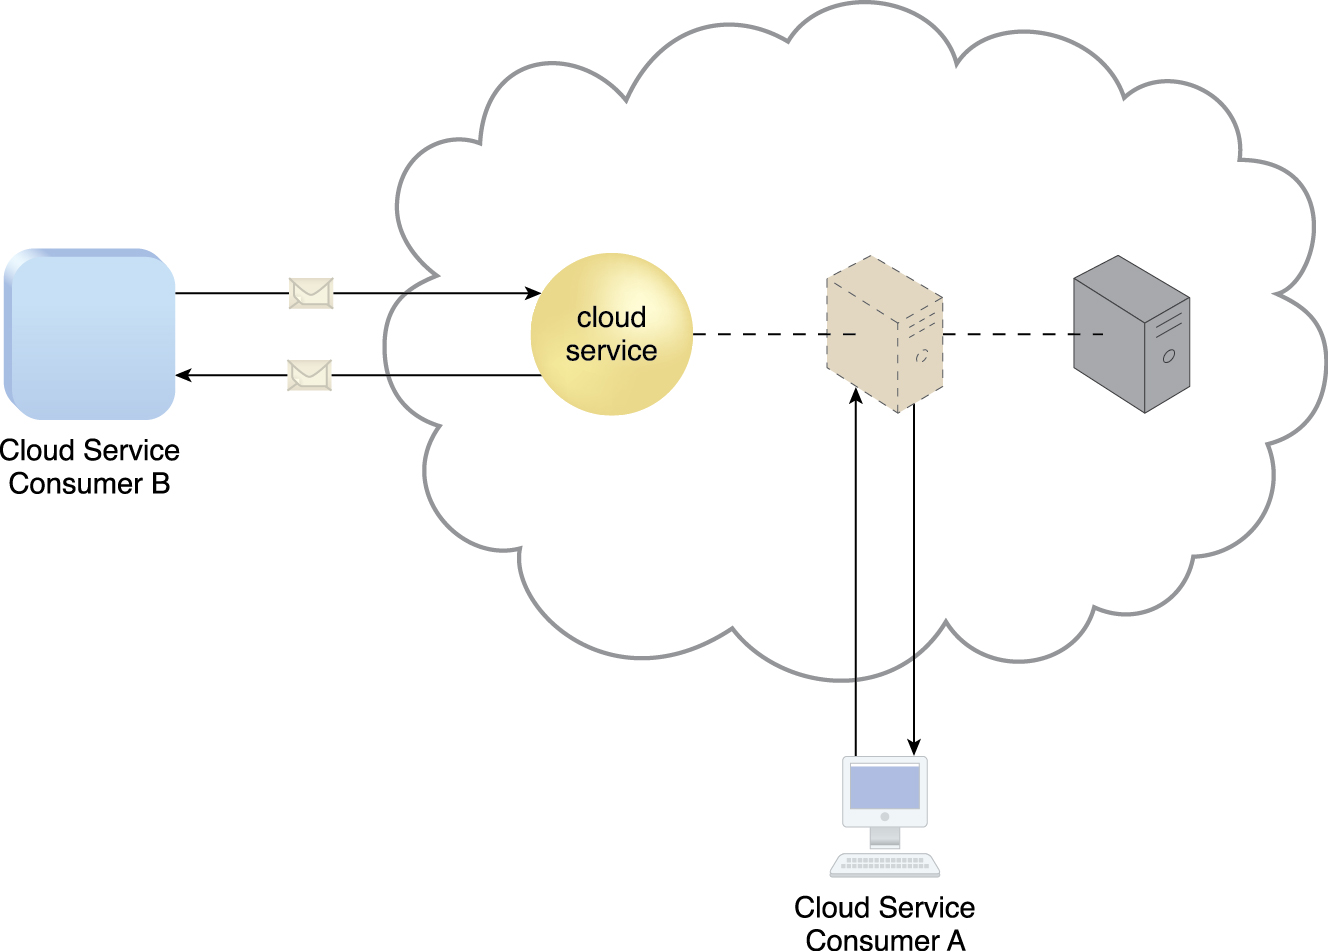 cloud
service
Cloud Service
Consumer B
Cloud Service
Consumer A